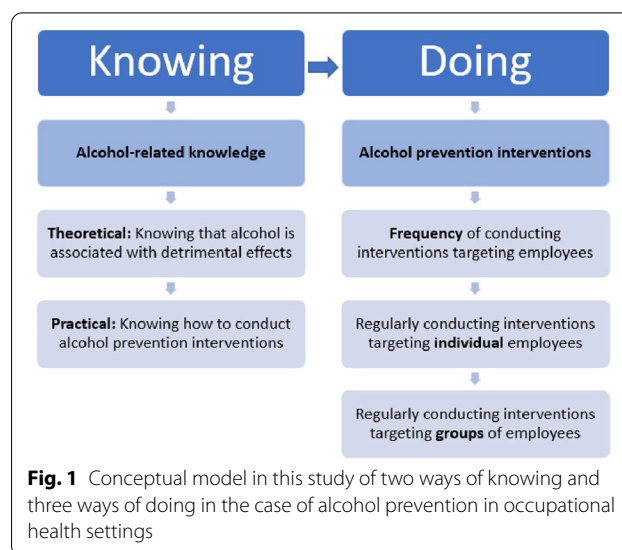 Knowing
Alcohol-related knowledge
Theoretical: Knowing that alcohol is
associated with detrimental effects
Practical: Knowing how to conduct
alcohol prevention interventions
Doing
Alcohol prevention interventions
Frequency of conducting
interventions targeting employees
Regularly conducting interventions
targeting individual employees
Regularly conducting interventions
targeting groups of employees
Fig. 1 Conceptual model in this study of two ways of knowing and
three ways of doing in the case of alcohol prevention in occupational
health settings